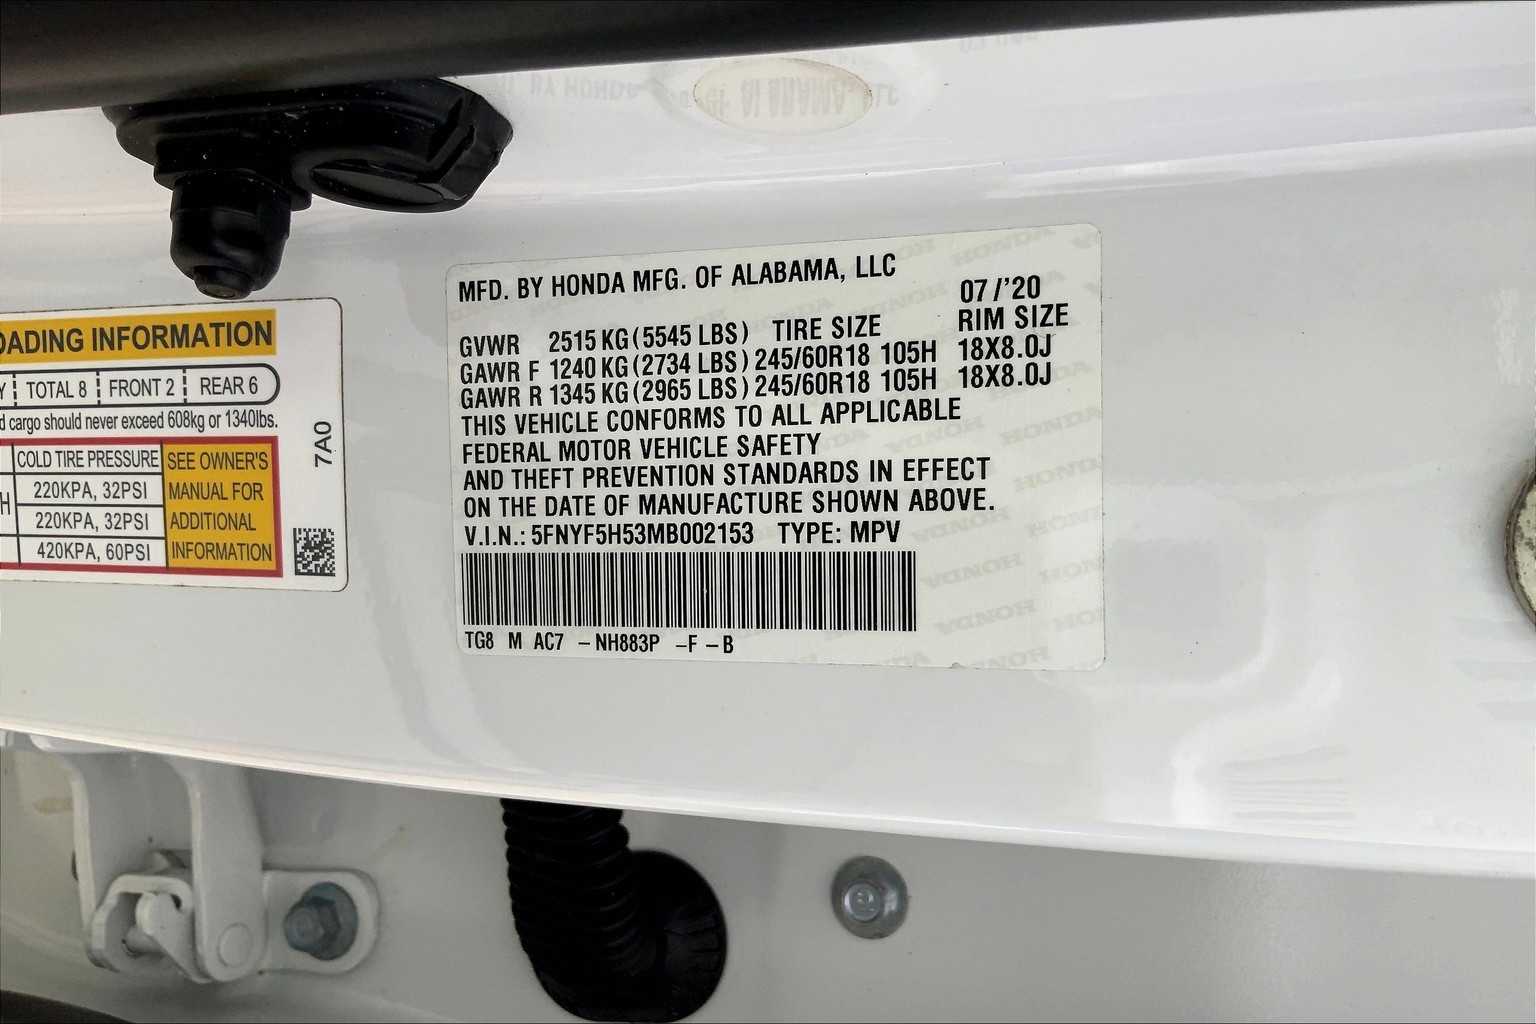 MFD. BY HONDA MFG. OF ALABAMA, LLC
07/'20
GVWR 2515 KG (5545 LBS) TIRE SIZE RIM SIZE
GAWR F 1240 KG (2734 LBS) 245/60R18 105H 18X8.0J
GAWR R 1345 KG (2965 LBS) 245/60R18 105H 18X8.0J
THIS VEHICLE CONFORMS TO ALL APPLICABLE
FEDERAL MOTOR VEHICLE SAFETY
AND THEFT PREVENTION STANDARDS IN EFFECT
ON THE DATE OF MANUFACTURE SHOWN ABOVE.
V.I.N.: 5FNYF5H53MB002153 TYPE: MPV
TG8 M AC7 -NH883P -F -B
OADING INFORMATION
Y TOTAL 8 FRONT 2 REAR 6
d cargo should never exceed 608kg or 1340lbs.
COLD TIRE PRESSURE
H 220KPA, 32PSI
220KPA, 32PSI
420KPA, 60PSI
SEE OWNER'S
MANUAL FOR
ADDITIONAL
INFORMATION
7A0